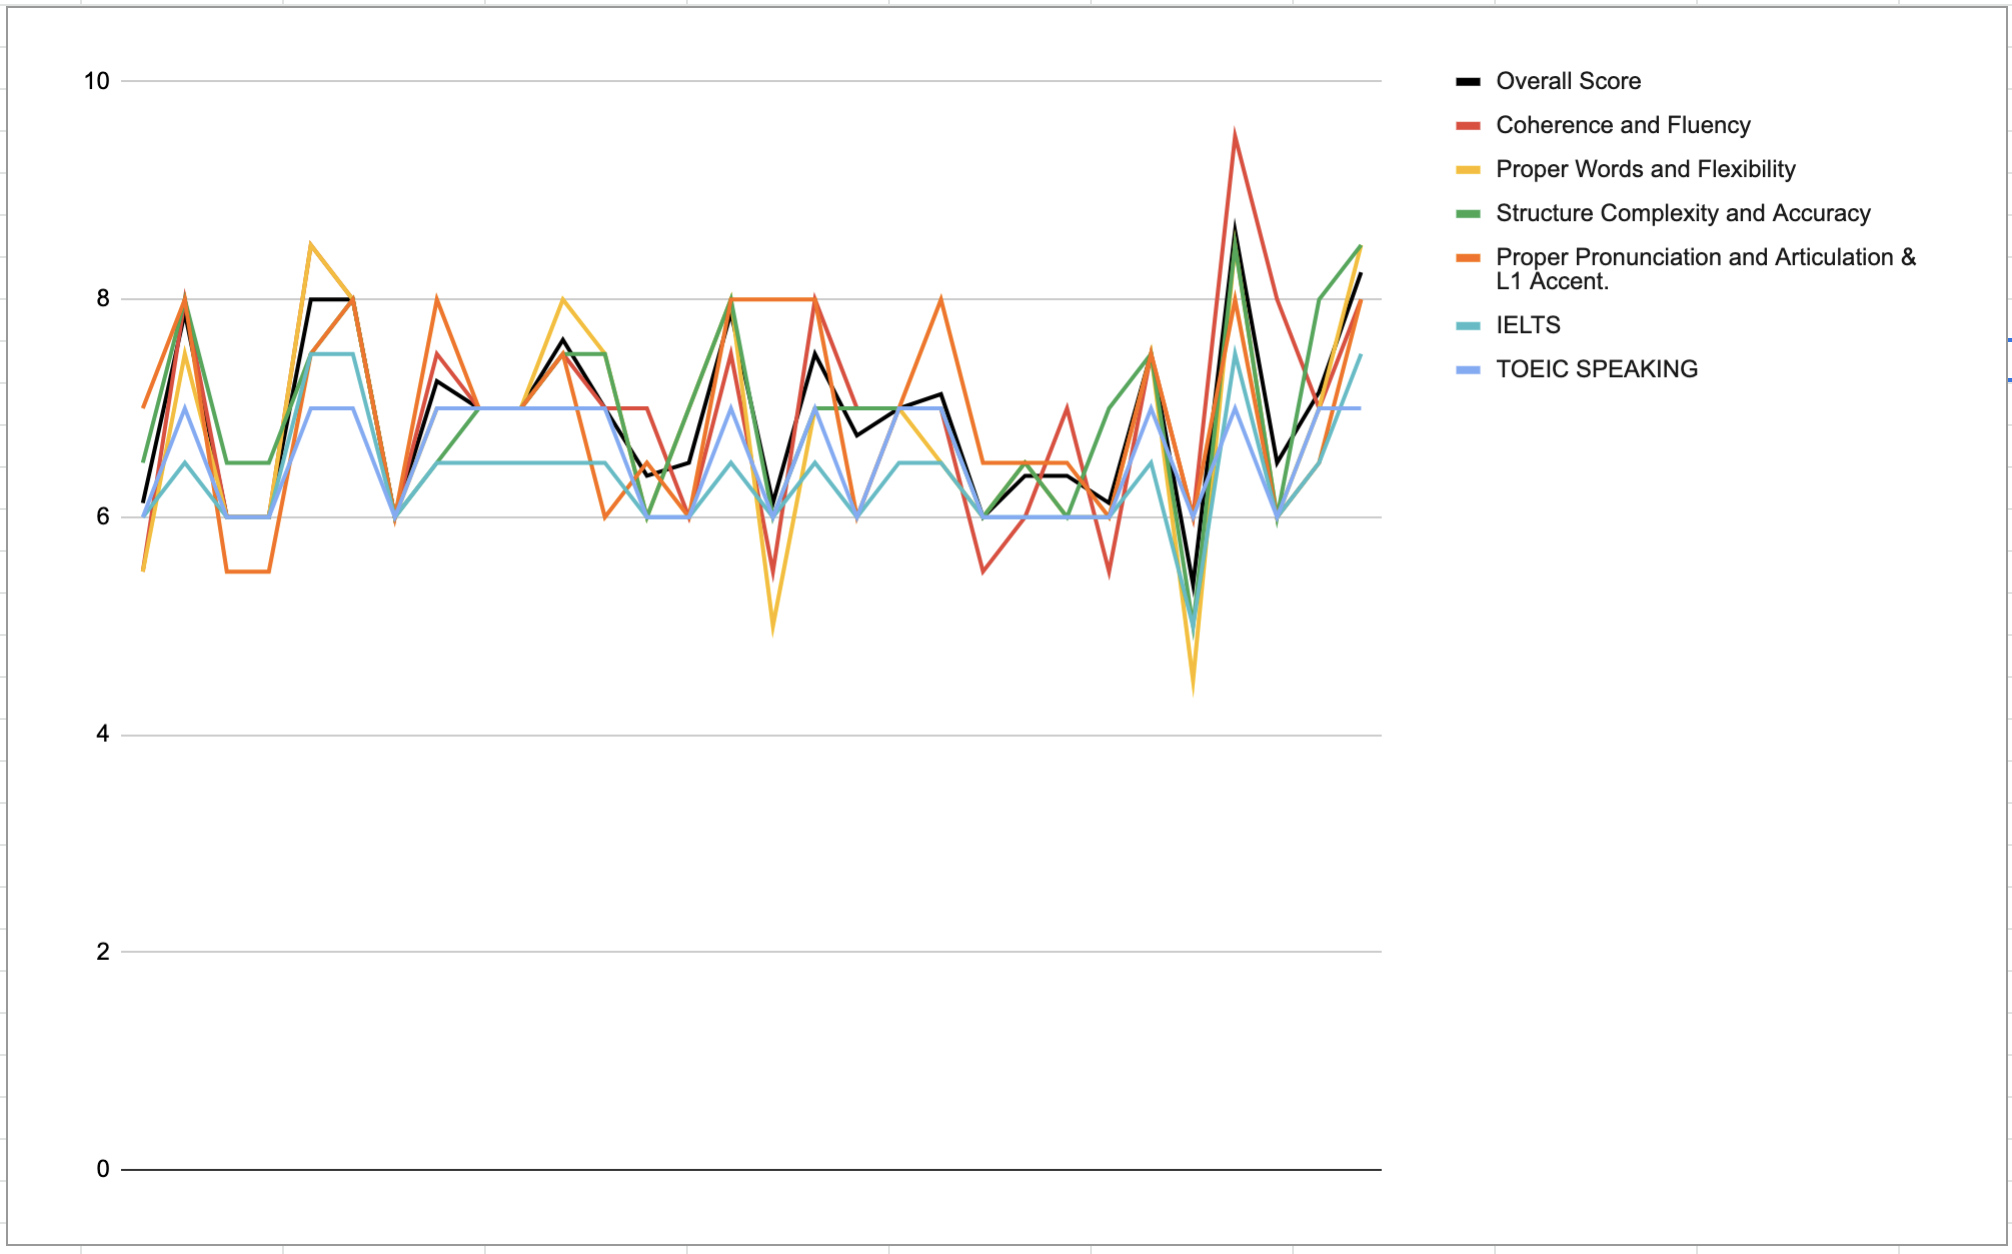 10
8
6
4
2
0
Overall Score
Coherence and Fluency
Proper Words and Flexibility
Structure Complexity and Accuracy
Proper Pronunciation and Articulation &
L1 Accent.
IELTS
TOEIC SPEAKING